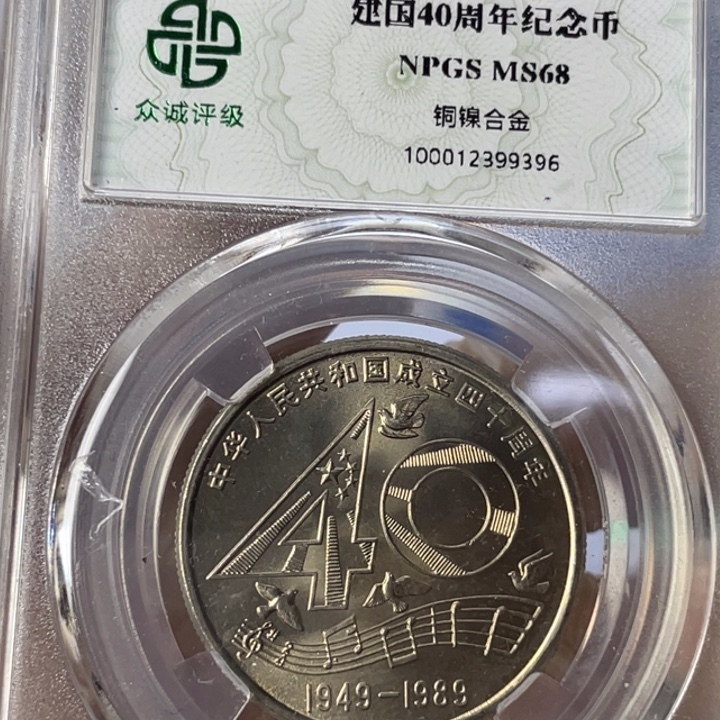 建国40周年纪念币
NPGS MS68
众诚评级
铜镍合金
100012399396
中华人民共和国成立四十周年
40
1949-1989